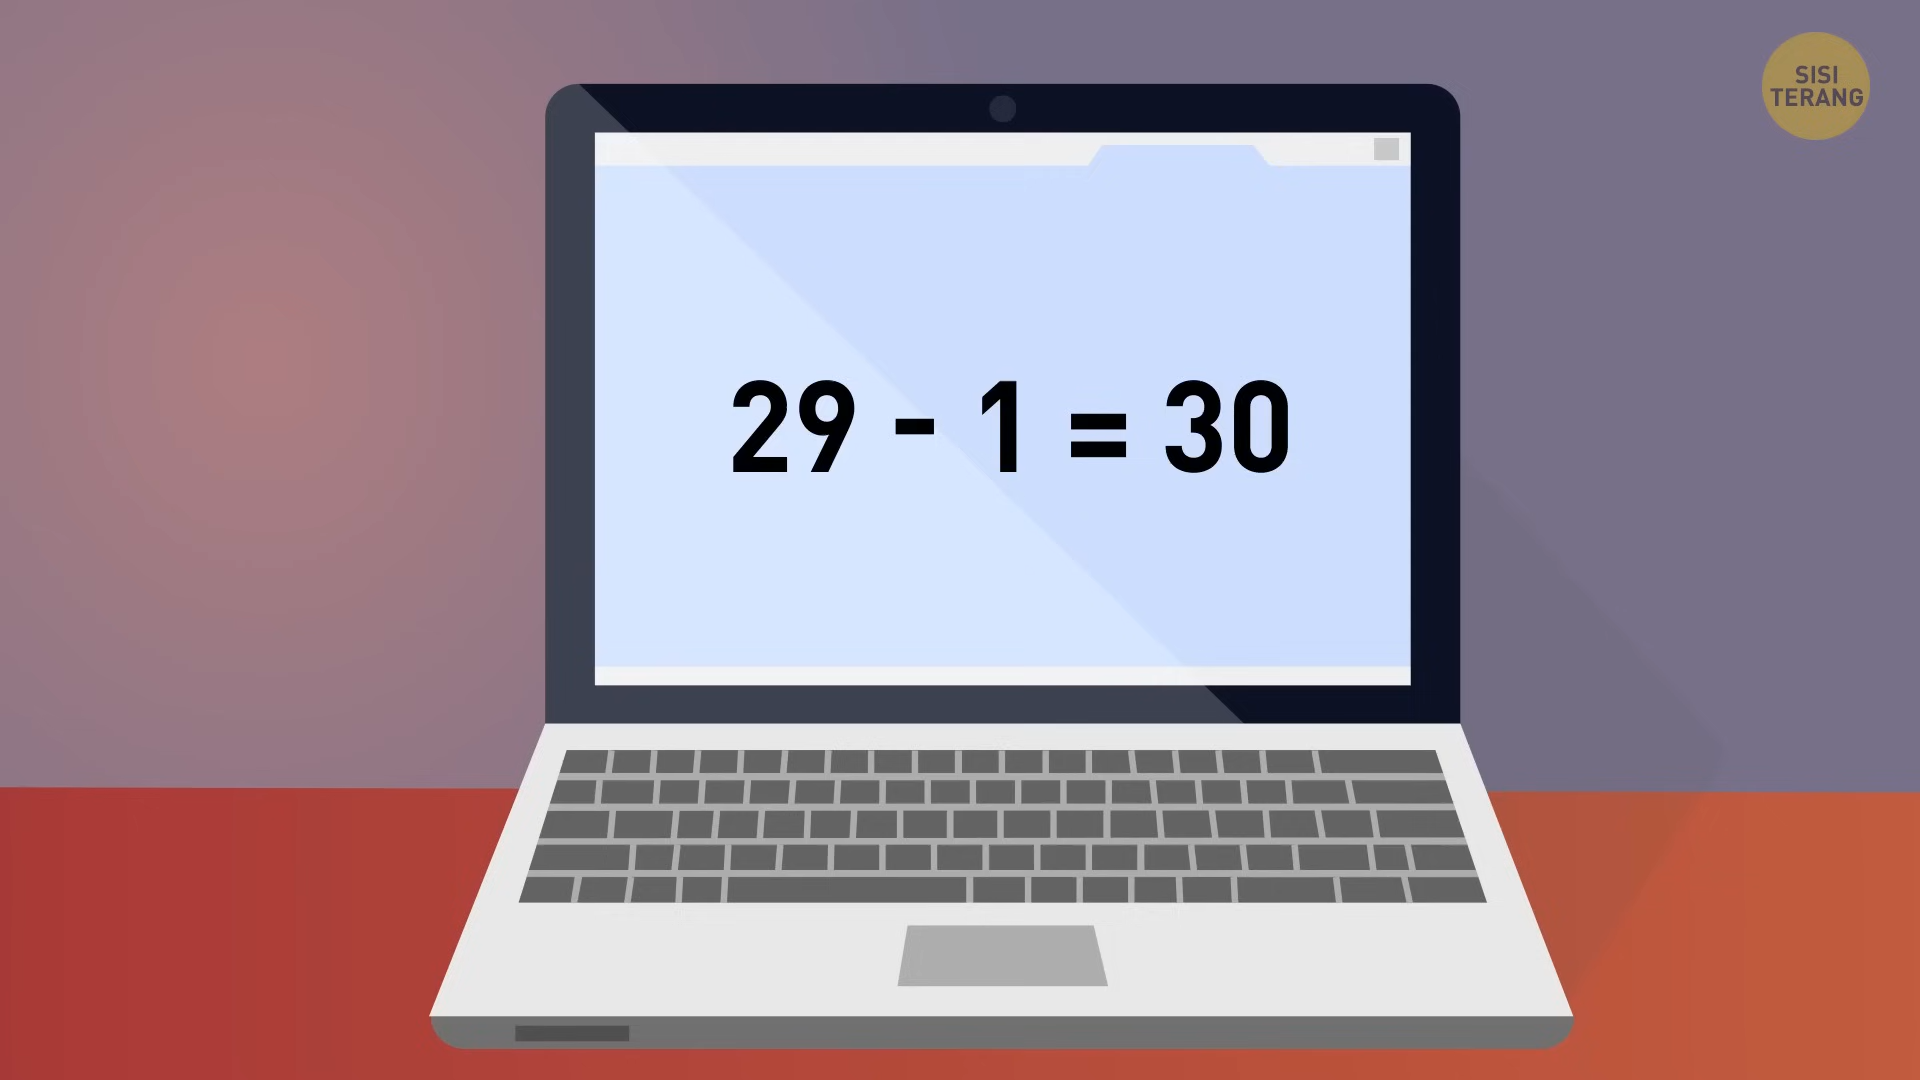 SISI
TERANG
29 - 1 = 30